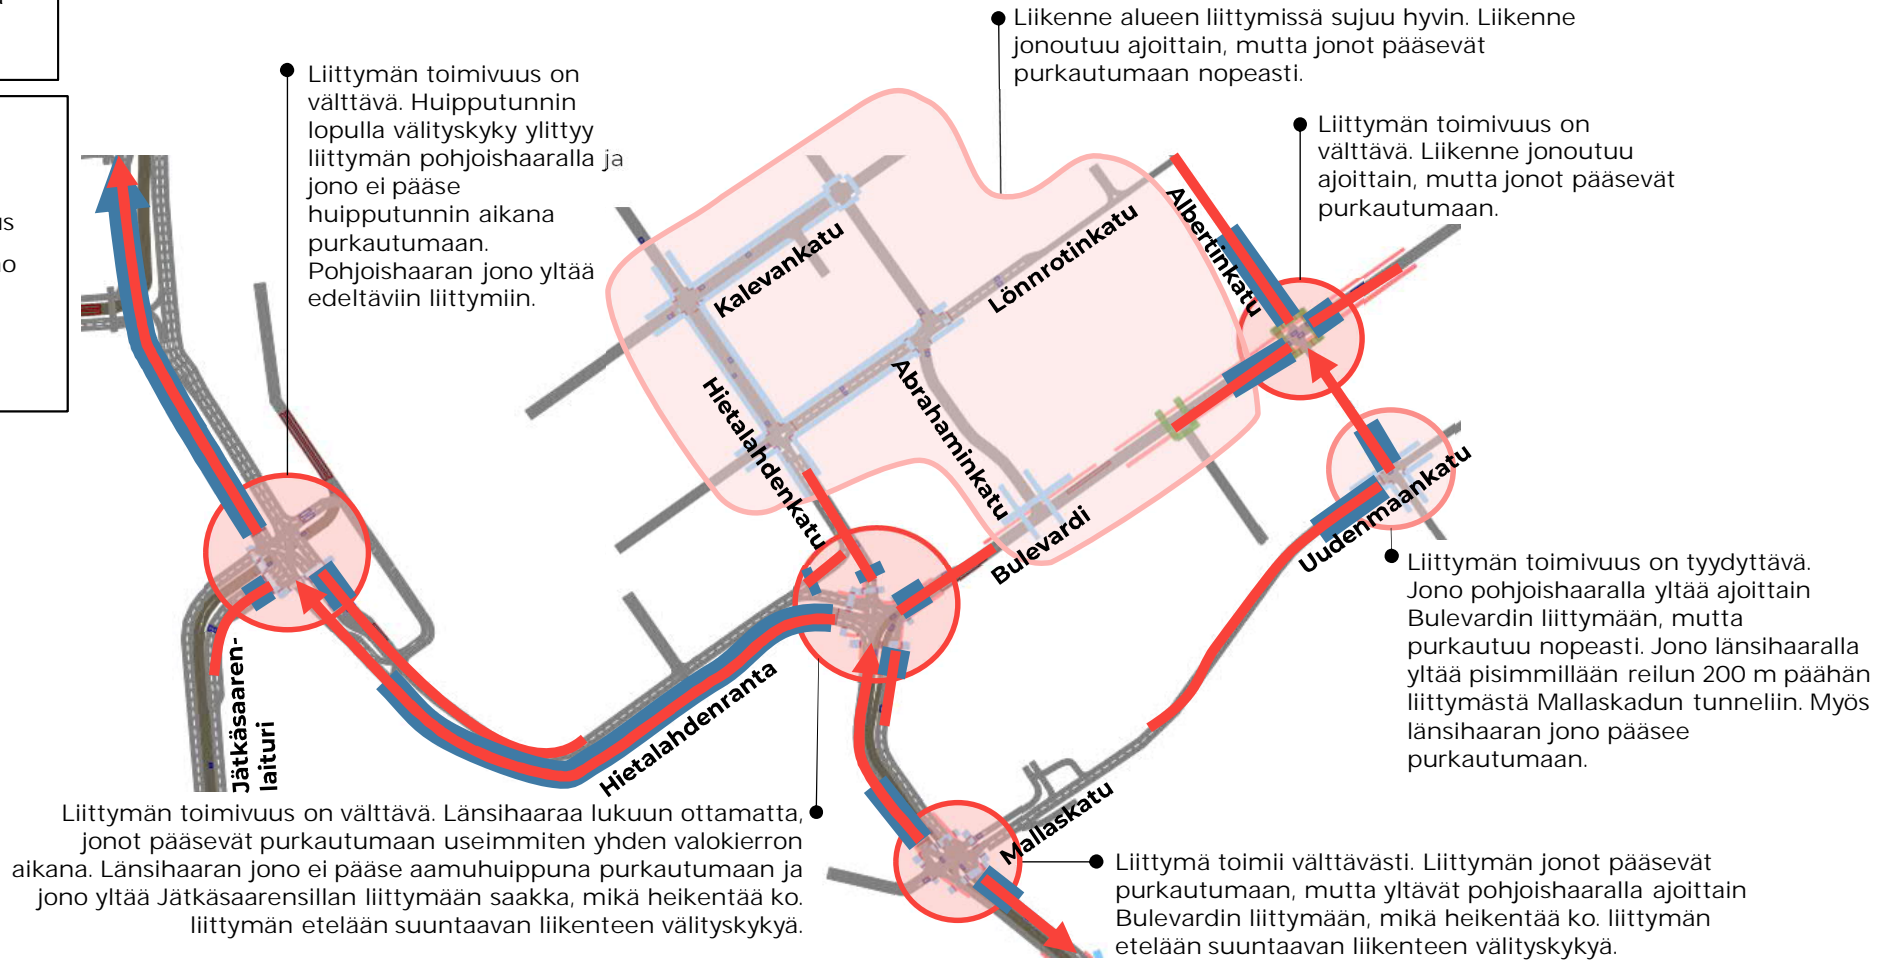 Liikenne alueen liittymissä sujuu hyvin. Liikenne
jonoutuu ajoittain, mutta jonot pääsevät
purkautumaan nopeasti.
Liittymän toimivuus on
välttävä. Huipputunnin
lopulla välityskyky ylittyy
liittymän pohjoishaaralla ja
jono ei pääse
huipputunnin aikana
purkautumaan.
Pohjoishaaran jono yltää
edeltäviin liittymiin.
Liittymän toimivuus on
välttävä. Liikenne jonoutuu
ajoittain, mutta jonot pääsevät
purkautumaan.
Kalevankatu
Lönnrotinkatu
Albertinkatu
Hietalahdenkatu
Abrahaminkatu
Bulevardi
Uudenmaankatu
Hietalahdenranta
Jätkäsaaren-
laituri
Mallaskatu
Liittymän toimivuus on tyydyttävä.
Jono pohjoishaaralla yltää ajoittain
Bulevardin liittymään, mutta
purkautuu nopeasti. Jono länsihaaralla
yltää pisimmillään reilun 200 m päähän
liittymästä Mallaskadun tunneliin. Myös
länsihaaran jono pääsee
purkautumaan.
Liittymän toimivuus on välttävä. Länsihaaraa lukuun ottamatta,
jonot pääsevät purkautumaan useimmiten yhden valokierron
aikana. Länsihaaran jono ei pääse aamuhuippuna purkautumaan ja
jono yltää Jätkäsaarensillan liittymään saakka, mikä heikentää ko.
liittymän etelään suuntaavan liikenteen välityskykyä.
Liittymä toimii välttävästi. Liittymän jonot pääsevät
purkautumaan, mutta yltävät pohjoishaaralla ajoittain
Bulevardin liittymään, mikä heikentää ko. liittymän
etelään suuntaavan liikenteen välityskykyä.